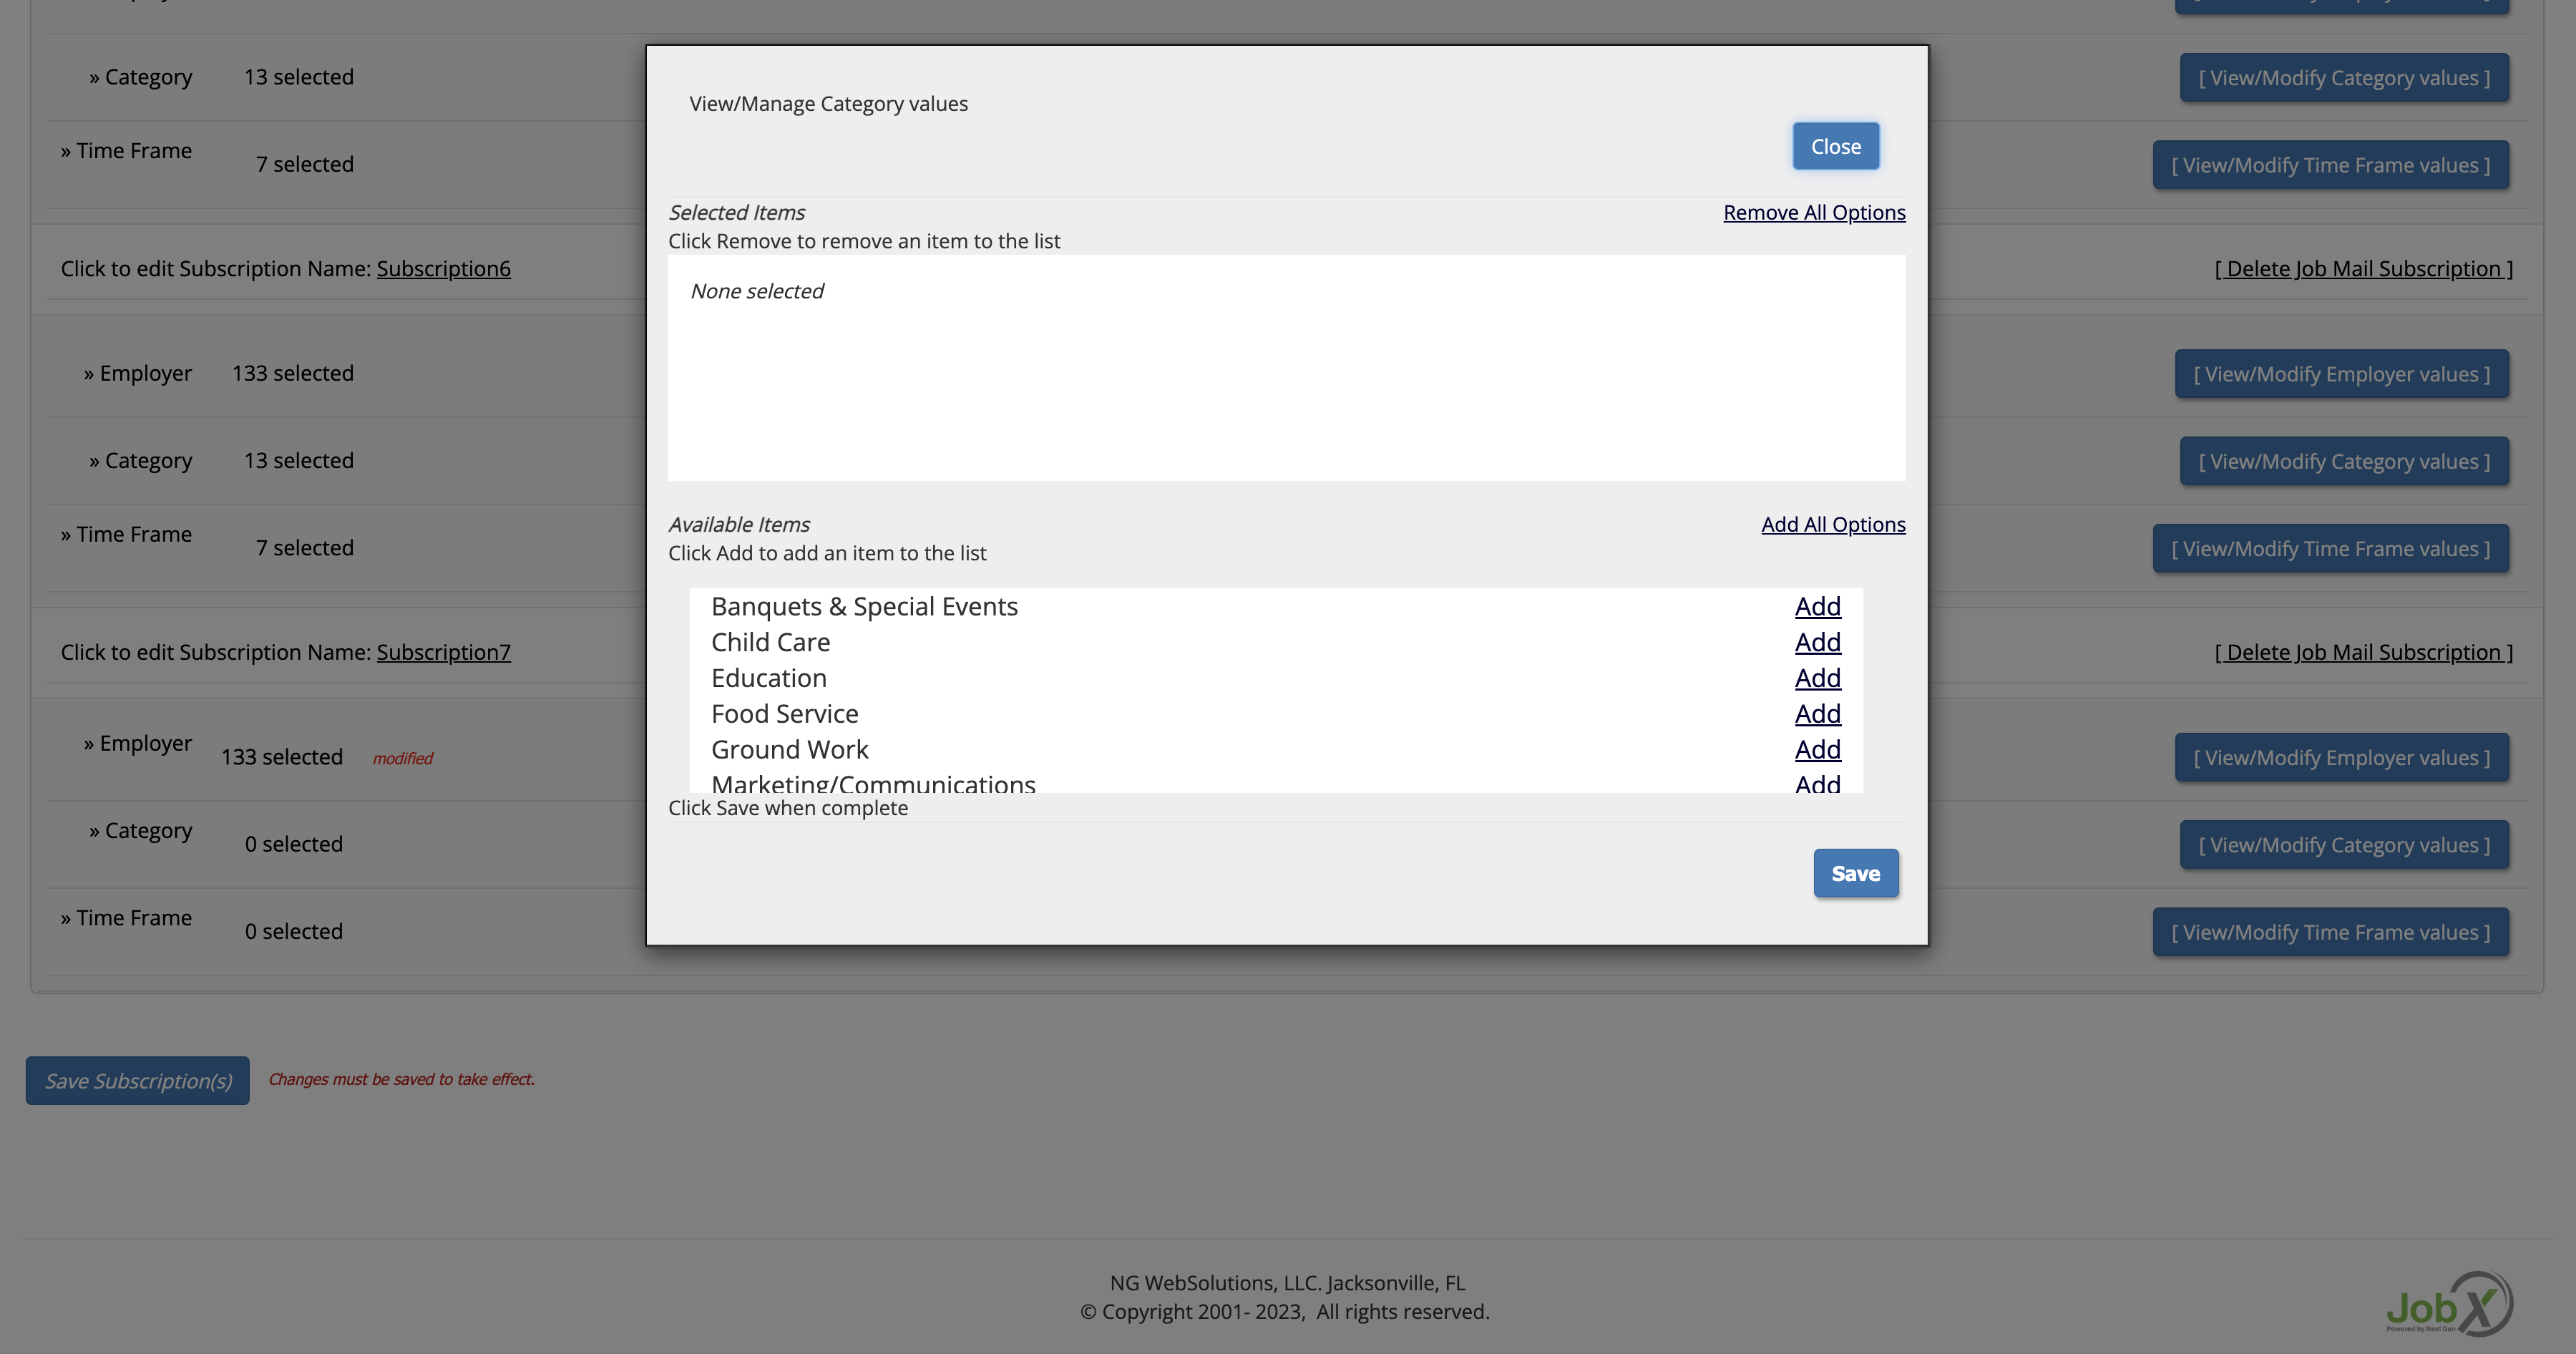 » Category 13 selected [ View/Modify Category values ]
» Time Frame 7 selected [ View/Modify Time Frame values ]
Click to edit Subscription Name: Subscription6 [ Delete Job Mail Subscription ]
» Employer 133 selected [ View/Modify Employer values ]
» Category 13 selected [ View/Modify Category values ]
» Time Frame 7 selected [ View/Modify Time Frame values ]
Click to edit Subscription Name: Subscription7 [ Delete Job Mail Subscription ]
» Employer 133 selected modified [ View/Modify Employer values ]
» Category 0 selected [ View/Modify Category values ]
» Time Frame 0 selected [ View/Modify Time Frame values ]
View/Manage Category values
Close
Selected Items Remove All Options
Click Remove to remove an item to the list
None selected
Available Items Add All Options
Click Add to add an item to the list
Banquets & Special Events Add
Child Care Add
Education Add
Food Service Add
Ground Work Add
Marketing/Communications Add
Click Save when complete
Save
Save Subscription(s) Changes must be saved to take effect.
NG WebSolutions, LLC. Jacksonville, FL
© Copyright 2001- 2023, All rights reserved.
JobX
Powered by Next Gen